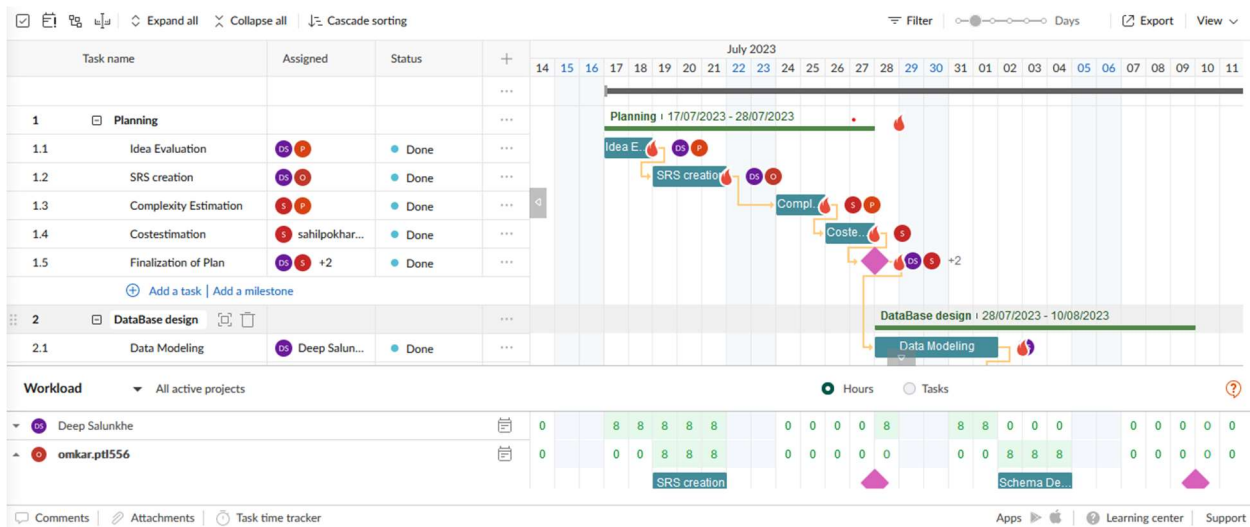 Expand all Collapse all Cascade sorting Filter Days Export View
July 2023
Task name Assigned Status
14 15 16 17 18 19 20 21 22 23 24 25 26 27 28 29 30 31 01 02 03 04 05 06 07 08 09 10 11
1 Planning Planning 17/07/2023 - 28/07/2023
1.1 Idea Evaluation DS P Done Idea E... DS P
1.2 SRS creation DS O Done SRS creation DS O
1.3 Complexity Estimation S P Done Compl... S P
1.4 Costestimation S sahilpokhar... Done Coste... S
1.5 Finalization of Plan DS S +2 Done DS S +2
Add a task | Add a milestone
2 DataBase design DataBase design 28/07/2023 - 10/08/2023
2.1 Data Modeling DS Deep Salun... Done Data Modeling
Workload All active projects Hours Tasks ?
DS Deep Salunkhe 0 8 8 8 8 8 0 0 0 0 8 8 8 0 0 0 0 0 0 0 0
O omkar.ptl556 0 0 0 8 8 8 0 0 0 0 0 0 0 8 8 8 0 0 0 0 0
SRS creation Schema De...
Comments Attachments Task time tracker Apps ? Learning center Support